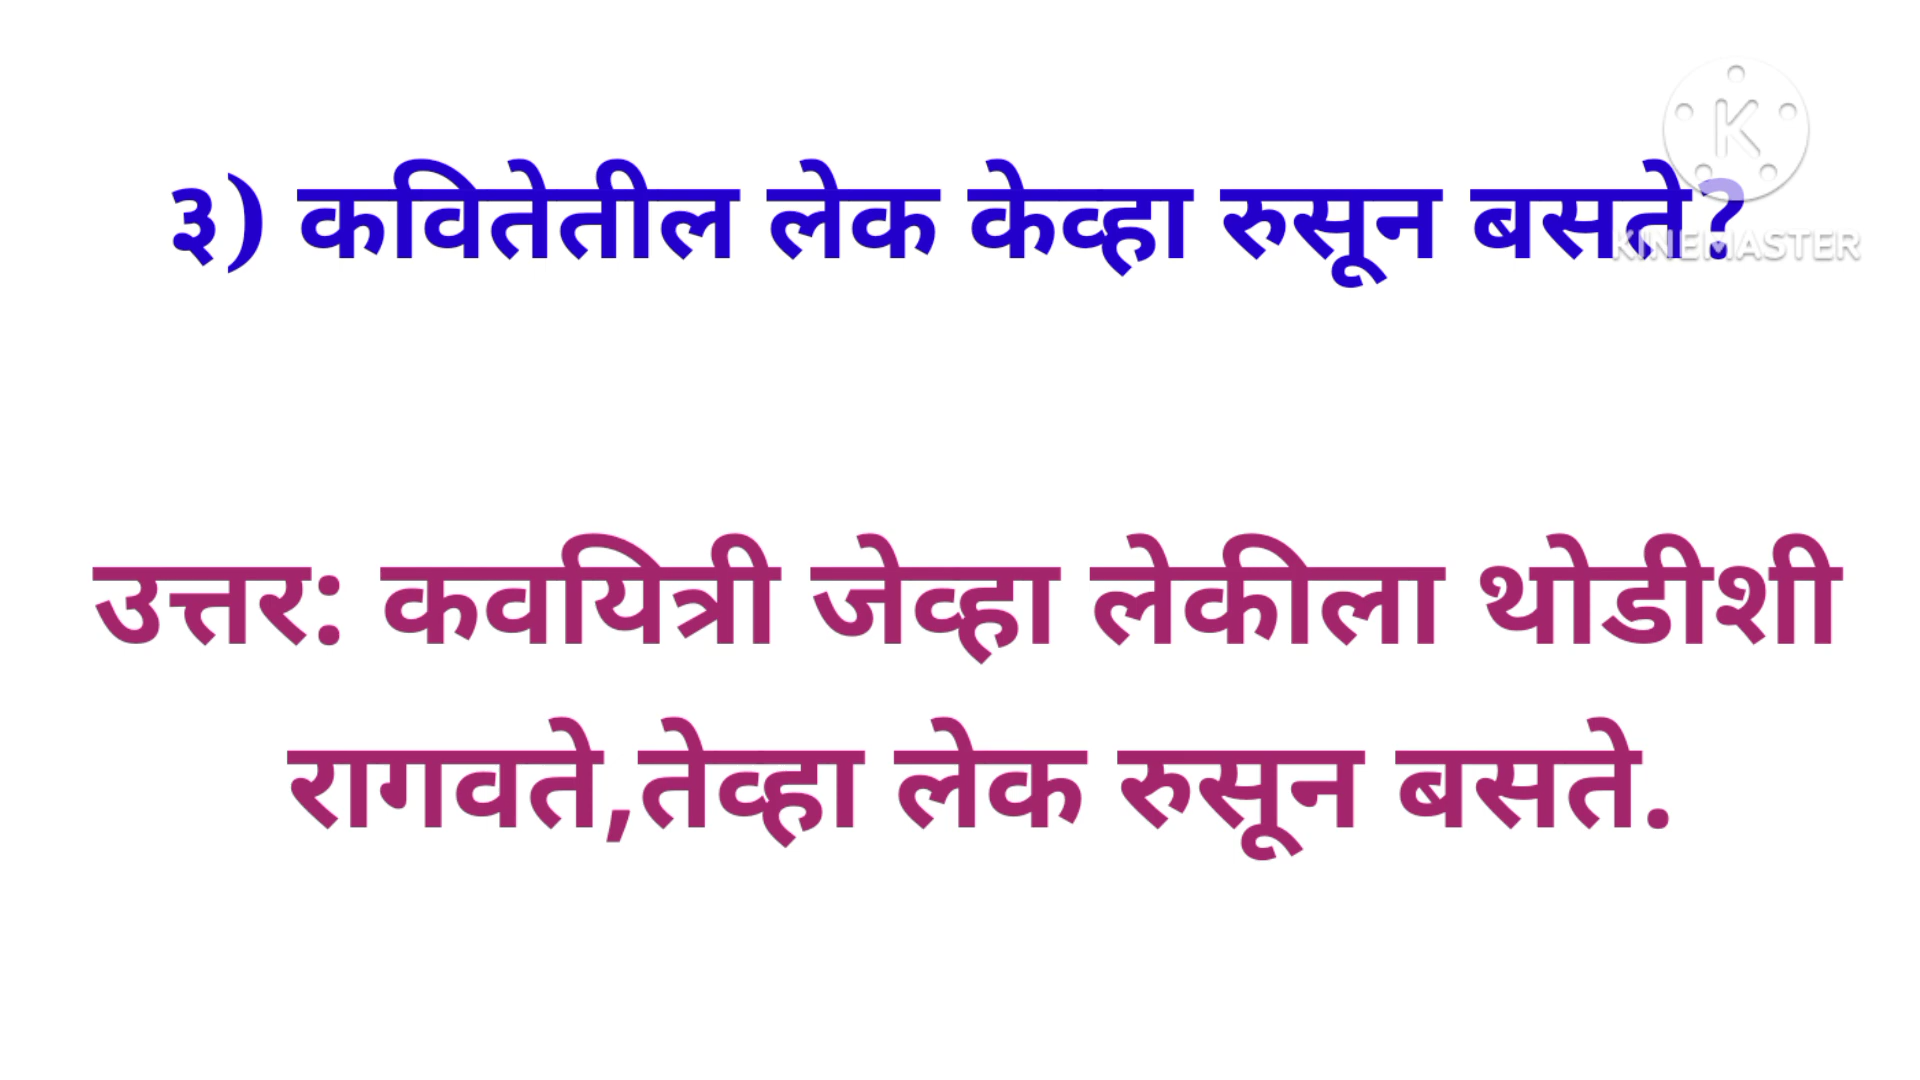 ३) कवितेतील लेक केव्हा रुसून बसते?
K
KINEMASTER
उत्तर: कवयित्री जेव्हा लेकीला थोडीशी
रागवते,तेव्हा लेक रुसून बसते.